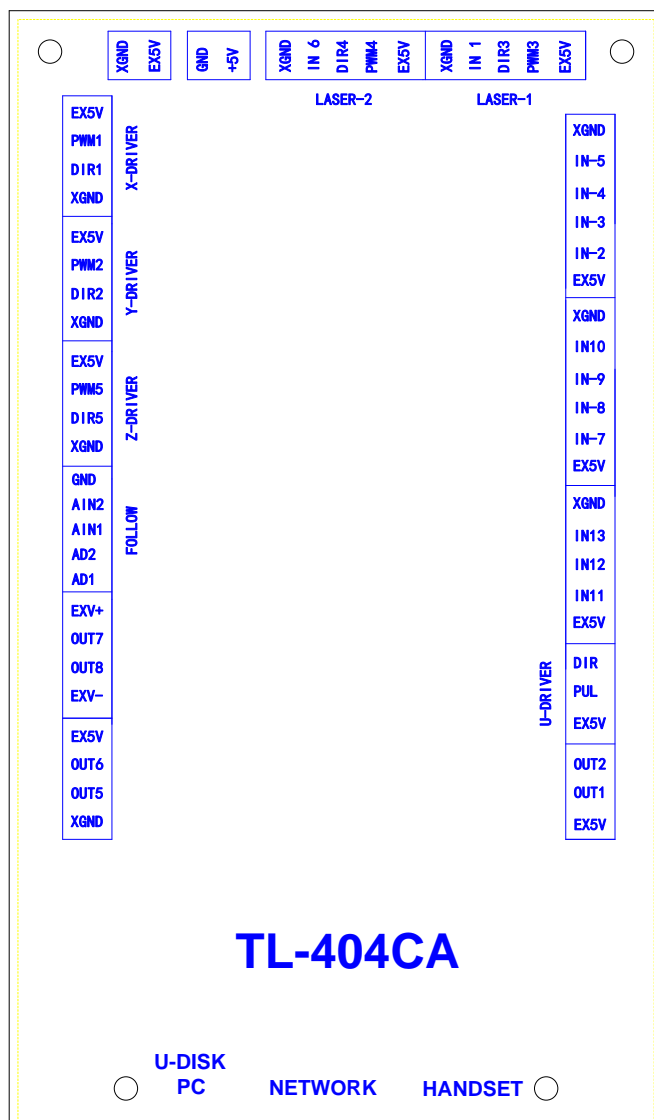 XGND
EX5V
GND
+5V
XGND
IN 6
DIR4
PWM4
EX5V
XGND
IN 1
DIR3
PWM3
EX5V
LASER-2
LASER-1
EX5V
PWM1
DIR1
XGND
X-DRIVER
EX5V
PWM2
DIR2
XGND
Y-DRIVER
EX5V
PWM5
DIR5
XGND
Z-DRIVER
GND
AIN2
AIN1
AD2
AD1
FOLLOW
EXV+
OUT7
OUT8
EXV-
EX5V
OUT6
OUT5
XGND
XGND
IN-5
IN-4
IN-3
IN-2
EX5V
XGND
IN10
IN-9
IN-8
IN-7
EX5V
XGND
IN13
IN12
IN11
EX5V
U-DRIVER
DIR
PUL
EX5V
OUT2
OUT1
EX5V
TL-404CA
U-DISK
PC
NETWORK
HANDSET